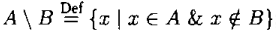 A \ B ≝ {x | x ∈ A & x ∉ B}